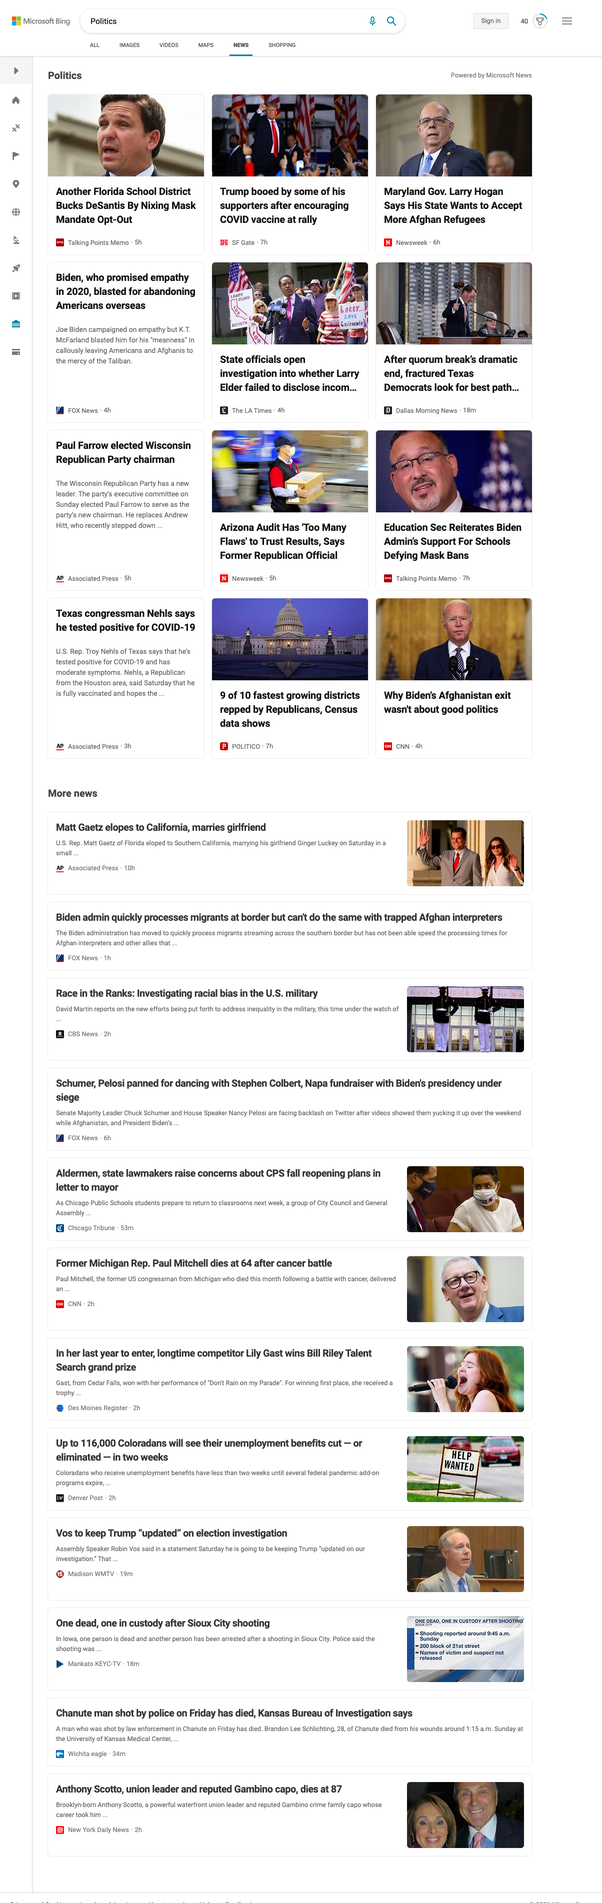 Microsoft Bing
Politics
Sign in
40
ALL
IMAGES
VIDEOS
MAPS
NEWS
SHOPPING
Politics
Powered by Microsoft News
Another Florida School District
Bucks DeSantis By Nixing Mask
Mandate Opt-Out
Talking Points Memo · 5h
Trump booed by some of his
supporters after encouraging
COVID vaccine at rally
SF Gate · 7h
Maryland Gov. Larry Hogan
Says His State Wants to Accept
More Afghan Refugees
Newsweek · 6h
Biden, who promised empathy
in 2020, blasted for abandoning
Americans overseas
Joe Biden campaigned on empathy but K.T.
McFarland blasted him for his "meanness" in
callously leaving Americans and Afghanis to
the mercy of the Taliban.
FOX News · 4h
State officials open
investigation into whether Larry
Elder failed to disclose incom...
The LA Times · 4h
After quorum break's dramatic
end, fractured Texas
Democrats look for best path...
Dallas Morning News · 18m
Paul Farrow elected Wisconsin
Republican Party chairman
The Wisconsin Republican Party has a new
leader. The party's executive committee on
Sunday elected Paul Farrow to serve as the
party's new chairman. He replaces Andrew
Hitt, who recently stepped down ...
AP Associated Press · 5h
Arizona Audit Has 'Too Many
Flaws' to Trust Results, Says
Former Republican Official
Newsweek · 5h
Education Sec Reiterates Biden
Admin's Support For Schools
Defying Mask Bans
Talking Points Memo · 7h
Texas congressman Nehls says
he tested positive for COVID-19
U.S. Rep. Troy Nehls of Texas says that he's
tested positive for COVID-19 and has
moderate symptoms. Nehls, a Republican
from the Houston area, said Saturday that he
is fully vaccinated and hopes the ...
AP Associated Press · 3h
9 of 10 fastest growing districts
repped by Republicans, Census
data shows
POLITICO · 7h
Why Biden's Afghanistan exit
wasn't about good politics
CNN · 4h
More news
Matt Gaetz elopes to California, marries girlfriend
U.S. Rep. Matt Gaetz of Florida eloped to Southern California, marrying his girlfriend Ginger Luckey on Saturday in a
small ...
AP Associated Press · 10h
Biden admin quickly processes migrants at border but can't do the same with trapped Afghan interpreters
The Biden administration has moved to quickly process migrants streaming across the southern border but has not been able speed the processing times for
Afghan interpreters and other allies that ...
FOX News · 1h
Race in the Ranks: Investigating racial bias in the U.S. military
David Martin reports on the new efforts being put forth to address inequality in the military, this time under the watch of
...
CBS News · 2h
Schumer, Pelosi panned for dancing with Stephen Colbert, Napa fundraiser with Biden's presidency under
siege
Senate Majority Leader Chuck Schumer and House Speaker Nancy Pelosi are facing backlash on Twitter after videos showed them yucking it up over the weekend
while Afghanistan, and President Biden's ...
FOX News · 6h
Aldermen, state lawmakers raise concerns about CPS fall reopening plans in
letter to mayor
As Chicago Public Schools students prepare to return to classrooms next week, a group of City Council and General
Assembly ...
Chicago Tribune · 53m
Former Michigan Rep. Paul Mitchell dies at 64 after cancer battle
Paul Mitchell, the former US congressman from Michigan who died this month following a battle with cancer, delivered
an ...
CNN · 2h
In her last year to enter, longtime competitor Lily Gast wins Bill Riley Talent
Search grand prize
Gast, from Cedar Falls, won with her performance of "Don't Rain on my Parade". For winning first place, she received a
trophy ...
Des Moines Register · 2h
Up to 116,000 Coloradans will see their unemployment benefits cut — or
eliminated — in two weeks
Coloradans who receive unemployment benefits have less than two weeks until several federal pandemic add-on
programs expire, ...
Denver Post · 2h
HELP
WANTED
Vos to keep Trump "updated" on election investigation
Assembly Speaker Robin Vos said in a statement Saturday he is going to be keeping Trump "updated on our
investigation." That ...
Madison WMTV · 19m
One dead, one in custody after Sioux City shooting
In Iowa, one person is dead and another person has been arrested after a shooting in Sioux City. Police said the
shooting was ...
Mankato KEYC-TV · 18m
ONE DEAD, ONE IN CUSTODY AFTER SHOOTING
SIOUX CITY
Shooting reported around 9:45 a.m.
Sunday
200 block of 21st street
Names of victim and suspect not
released
Chanute man shot by police on Friday has died, Kansas Bureau of Investigation says
A man who was shot by law enforcement in Chanute on Friday has died. Brandon Lee Schlichting, 28, of Chanute died from his wounds around 1:15 a.m. Sunday at
the University of Kansas Medical Center, ...
Wichita eagle · 34m
Anthony Scotto, union leader and reputed Gambino capo, dies at 87
Brooklyn-born Anthony Scotto, a powerful waterfront union leader and reputed Gambino crime family capo whose
career took him ...
New York Daily News · 2h